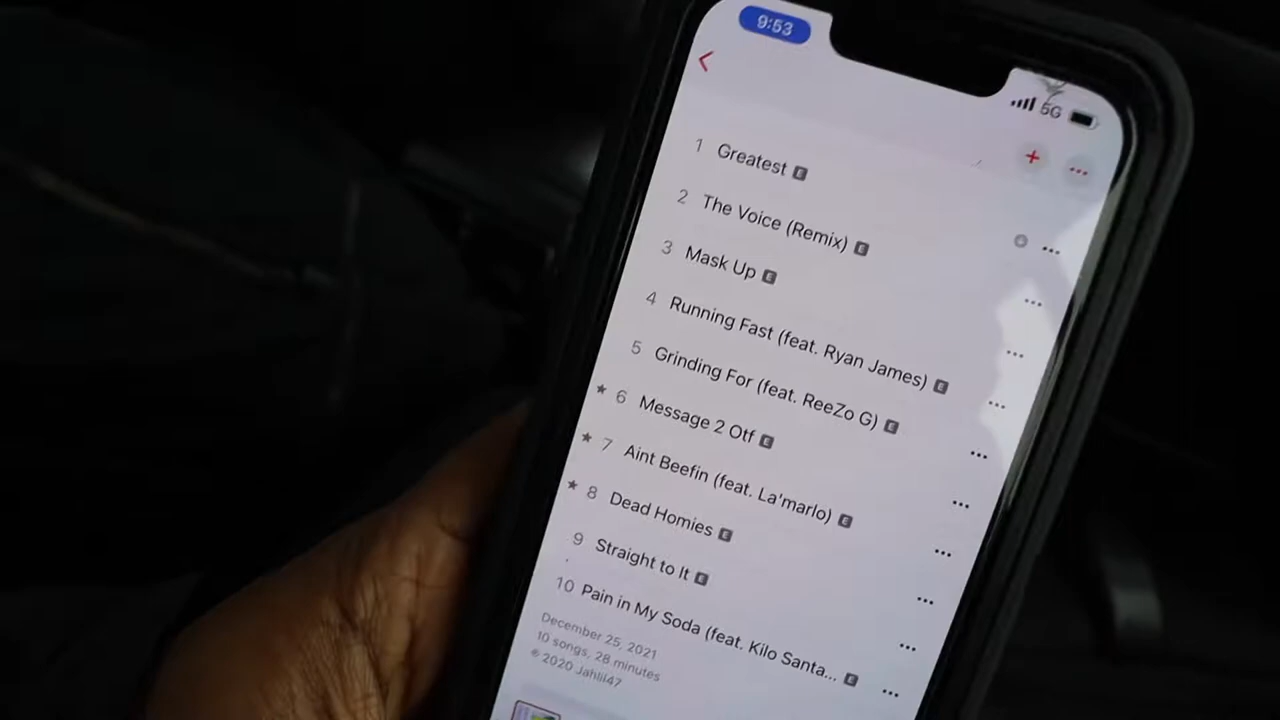 9:53
5G
1 Greatest E
2 The Voice (Remix) E
3 Mask Up E
4 Running Fast (feat. Ryan James) E
5 Grinding For (feat. ReeZo G) E
★ 6 Message 2 Otf E
★ 7 Aint Beefin (feat. La'marlo) E
★ 8 Dead Homies E
9 Straight to It E
10 Pain in My Soda (feat. Kilo Santa... E
December 25, 2021
10 songs, 28 minutes
℗ 2020 Jahlil47